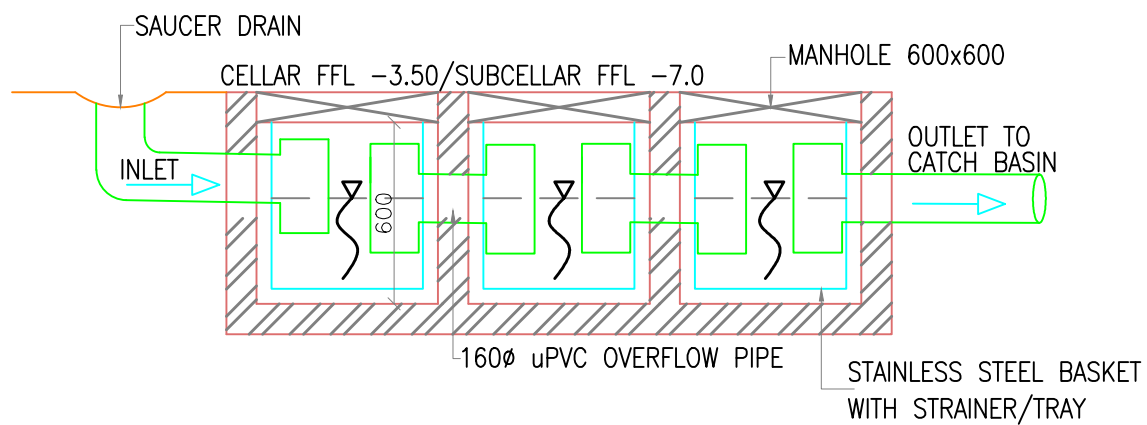 SAUCER DRAIN
MANHOLE 600x600
CELLAR FFL -3.50/SUBCELLAR FFL -7.0
INLET
OUTLET TO
CATCH BASIN
600
160ø uPVC OVERFLOW PIPE
STAINLESS STEEL BASKET
WITH STRAINER/TRAY